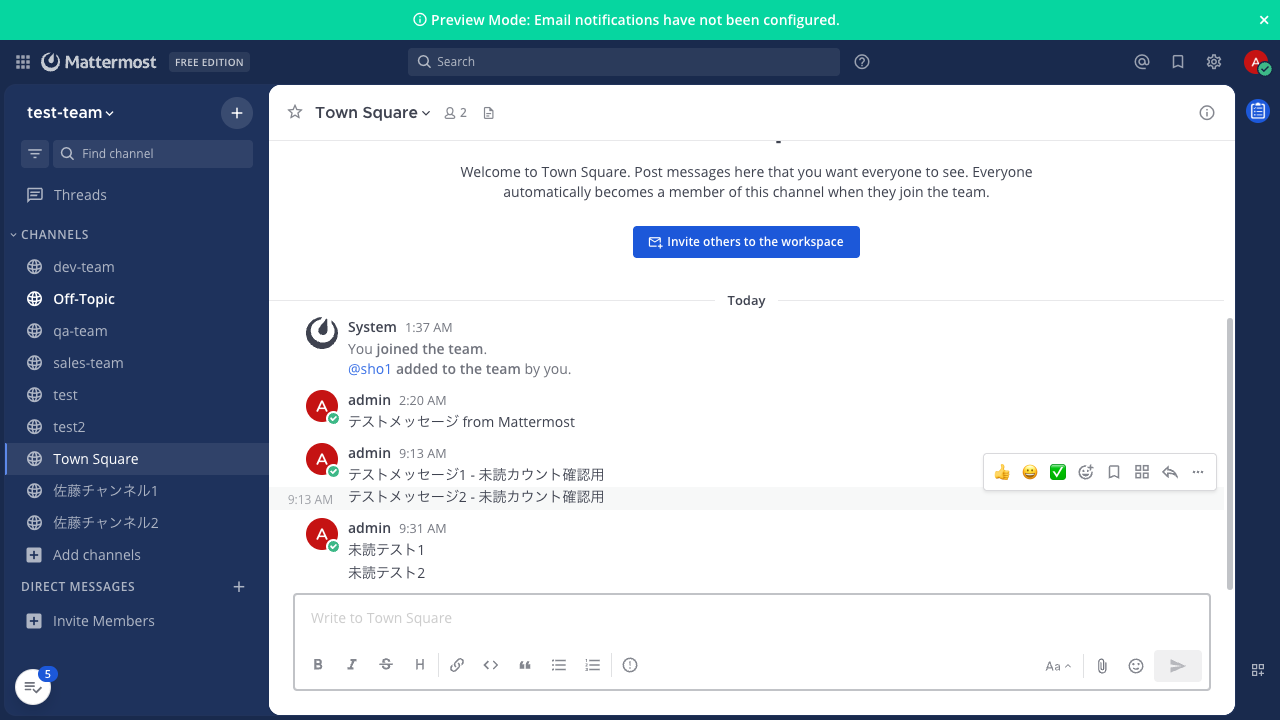 Preview Mode: Email notifications have not been configured.
Mattermost
FREE EDITION
Search
A
test-team
Find channel
Threads
CHANNELS
dev-team
Off-Topic
qa-team
sales-team
test
test2
Town Square
佐藤チャンネル1
佐藤チャンネル2
Add channels
DIRECT MESSAGES
Invite Members
5
Town Square
2
Welcome to Town Square. Post messages here that you want everyone to see. Everyone
automatically becomes a member of this channel when they join the team.
Invite others to the workspace
Today
System 1:37 AM
You joined the team.
@sho1 added to the team by you.
A
admin 2:20 AM
テストメッセージ from Mattermost
A
admin 9:13 AM
テストメッセージ1 - 未読カウント確認用
9:13 AM テストメッセージ2 - 未読カウント確認用
A
admin 9:31 AM
未読テスト1
未読テスト2
Write to Town Square
B I S H
Aa